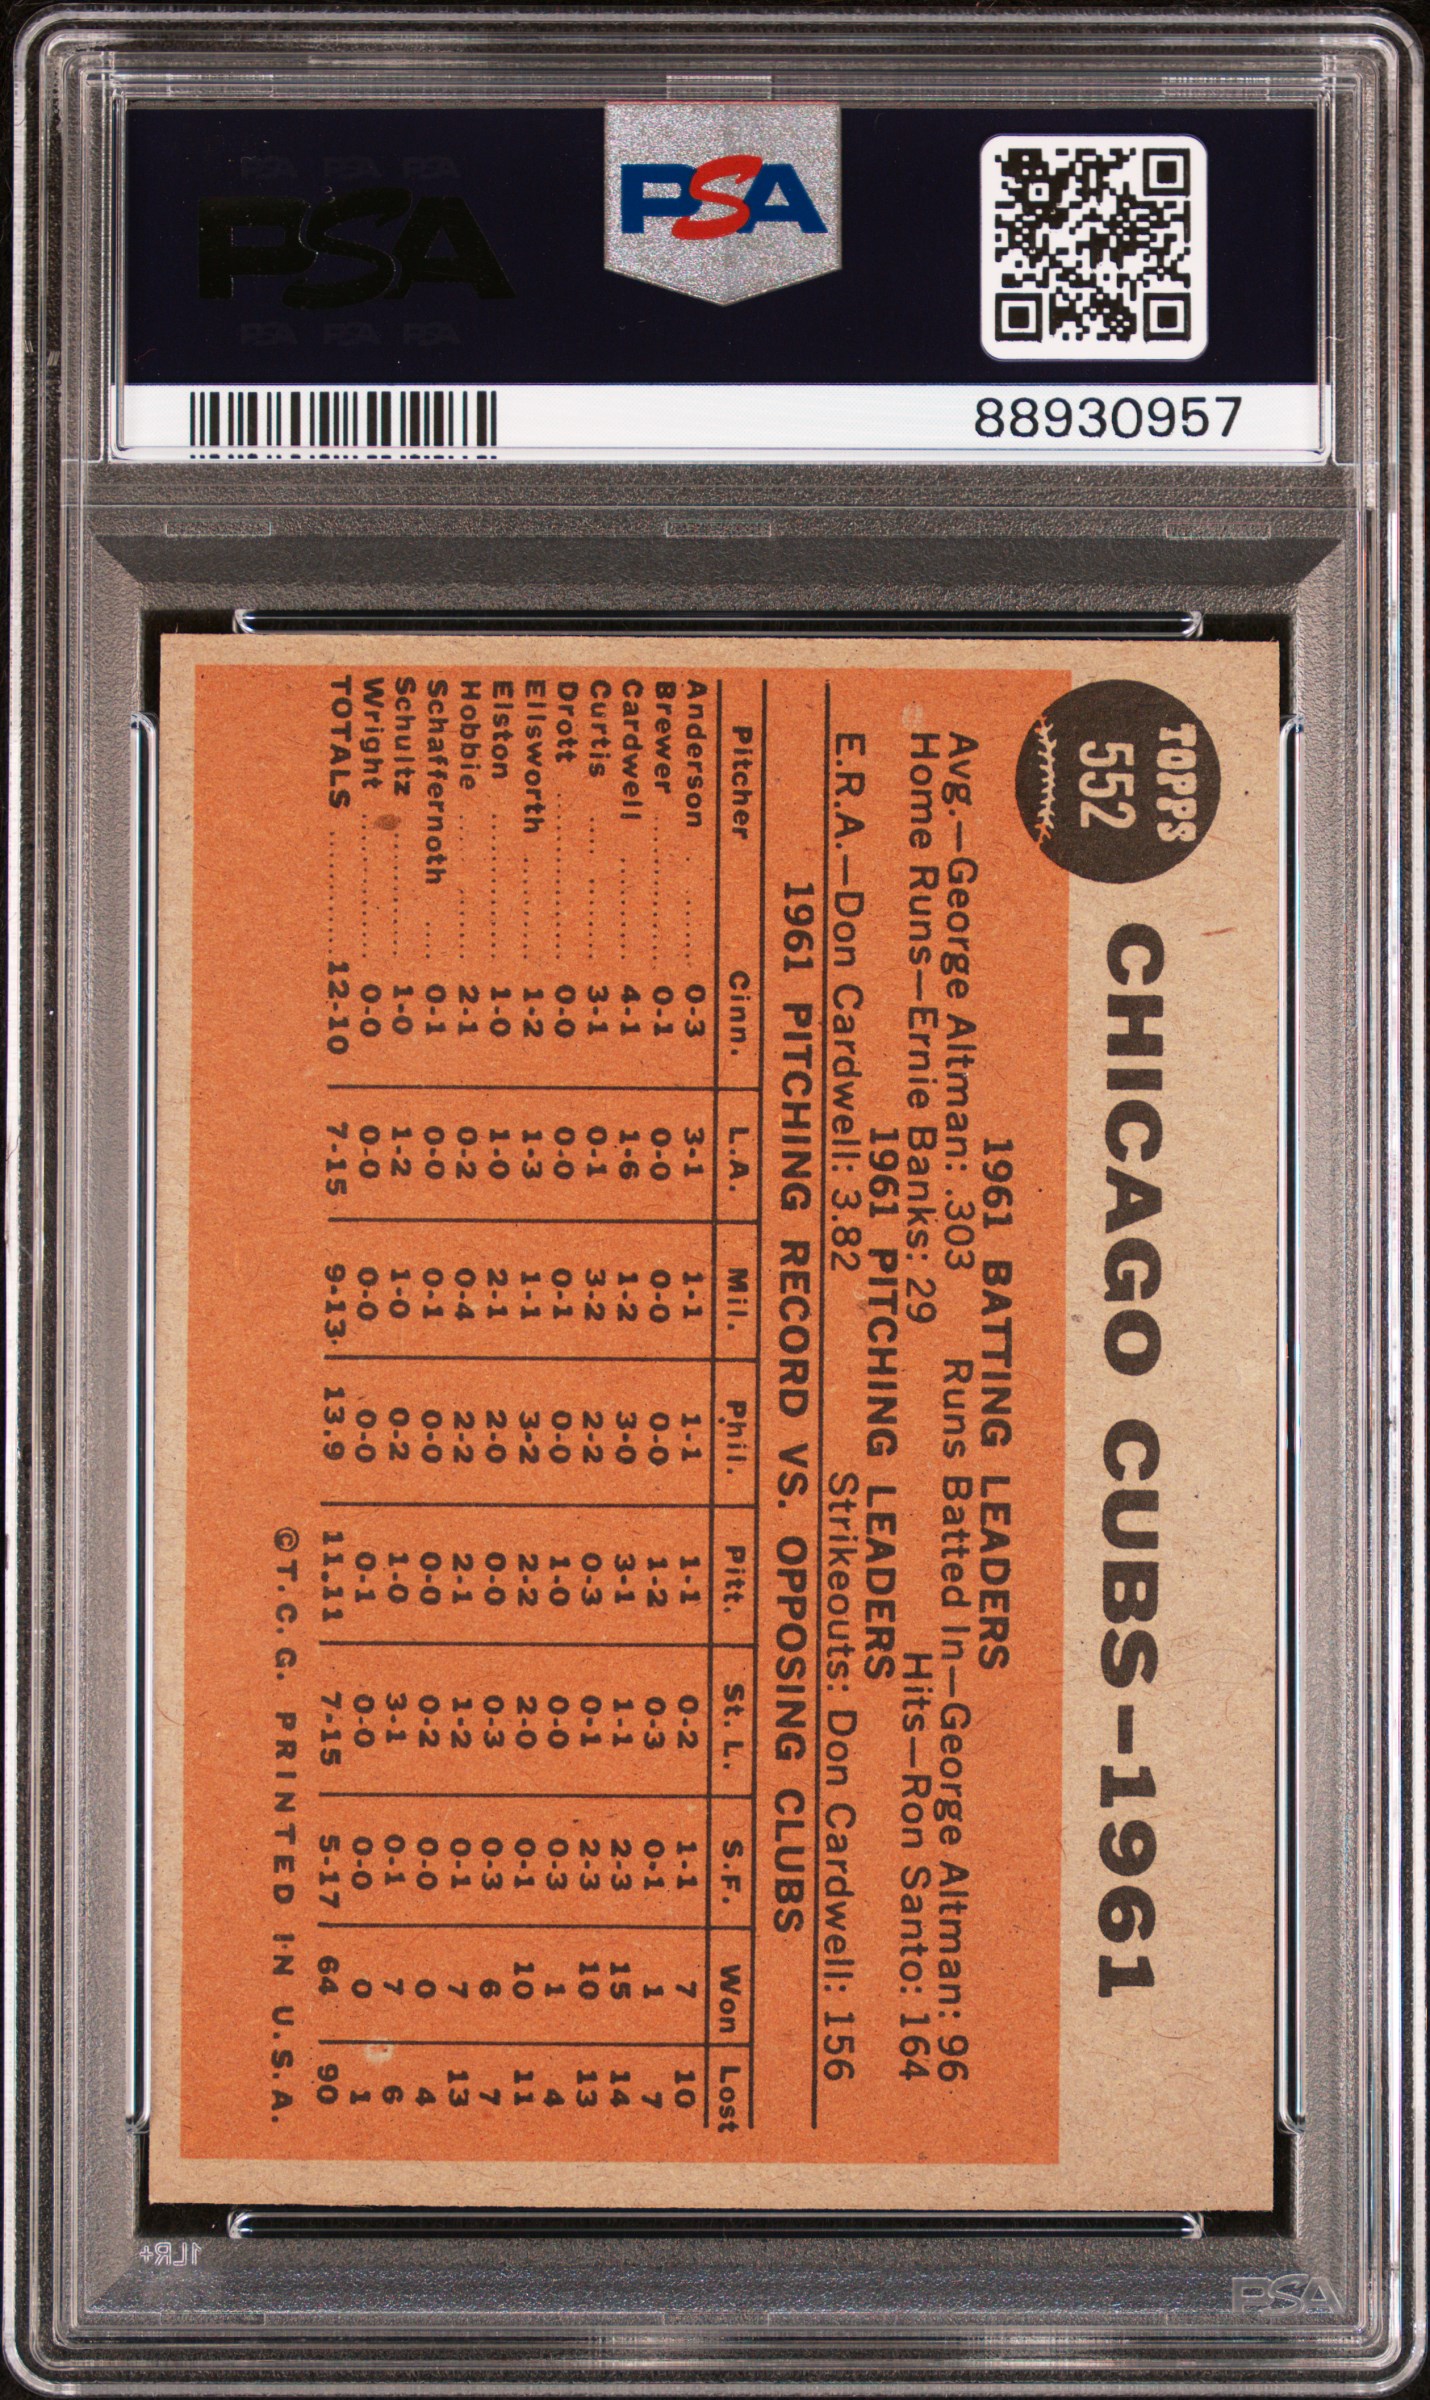 PSA PSA PSA
PSA
PSA PSA PSA
PSA
88930957
TOPPS
552
CHICAGO CUBS-1961
1961 BATTING LEADERS
Avg.—George Altman: .303 Runs Batted In—George Altman: 96
Home Runs—Ernie Banks: 29 Hits—Ron Santo: 164
1961 PITCHING LEADERS
E.R.A.—Don Cardwell: 3.82 Strikeouts: Don Cardwell: 156
1961 PITCHING RECORD VS. OPPOSING CLUBS
Pitcher Cinn. L.A. Mil. Phil. Pitt. St. L. S.F. Won Lost
Anderson ........ 0-3 3-1 1-1 1-1 1-1 0-2 1-1 7 10
Brewer ............ 0-1 0-0 0-0 0-0 1-2 0-3 0-1 1 7
Cardwell ........ 4-1 1-6 1-2 3-0 3-1 1-1 2-3 15 14
Curtis ............ 3-1 0-1 3-2 2-2 0-3 0-1 2-3 10 13
Drott .............. 0-0 0-0 0-1 0-0 1-0 0-0 0-3 1 4
Ellsworth ........ 1-2 1-3 1-1 3-2 2-2 2-0 0-1 10 11
Elston ............ 1-0 1-0 2-1 2-0 0-0 0-3 0-3 6 7
Hobbie ............ 2-1 0-2 0-4 2-2 2-1 1-2 0-1 7 13
Schaffernoth .... 0-1 0-0 0-1 0-0 0-0 0-2 0-0 0 4
Schultz ............ 1-0 1-2 1-0 0-2 1-0 3-1 0-1 7 6
Wright ............ 0-0 0-0 0-0 0-0 0-1 0-0 0-0 0 1
TOTALS .......... 12-10 7-15 9-13 13.9 11.11 7-15 5-17 64 90
©T.C.G. PRINTED IN U.S.A.
1LR+
PSA